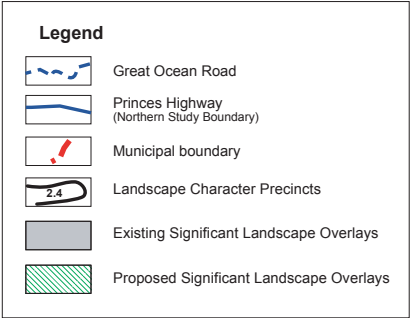 Legend
Great Ocean Road
Princes Highway
(Northern Study Boundary)
Municipal boundary
2.4
Landscape Character Precincts
Existing Significant Landscape Overlays
Proposed Significant Landscape Overlays